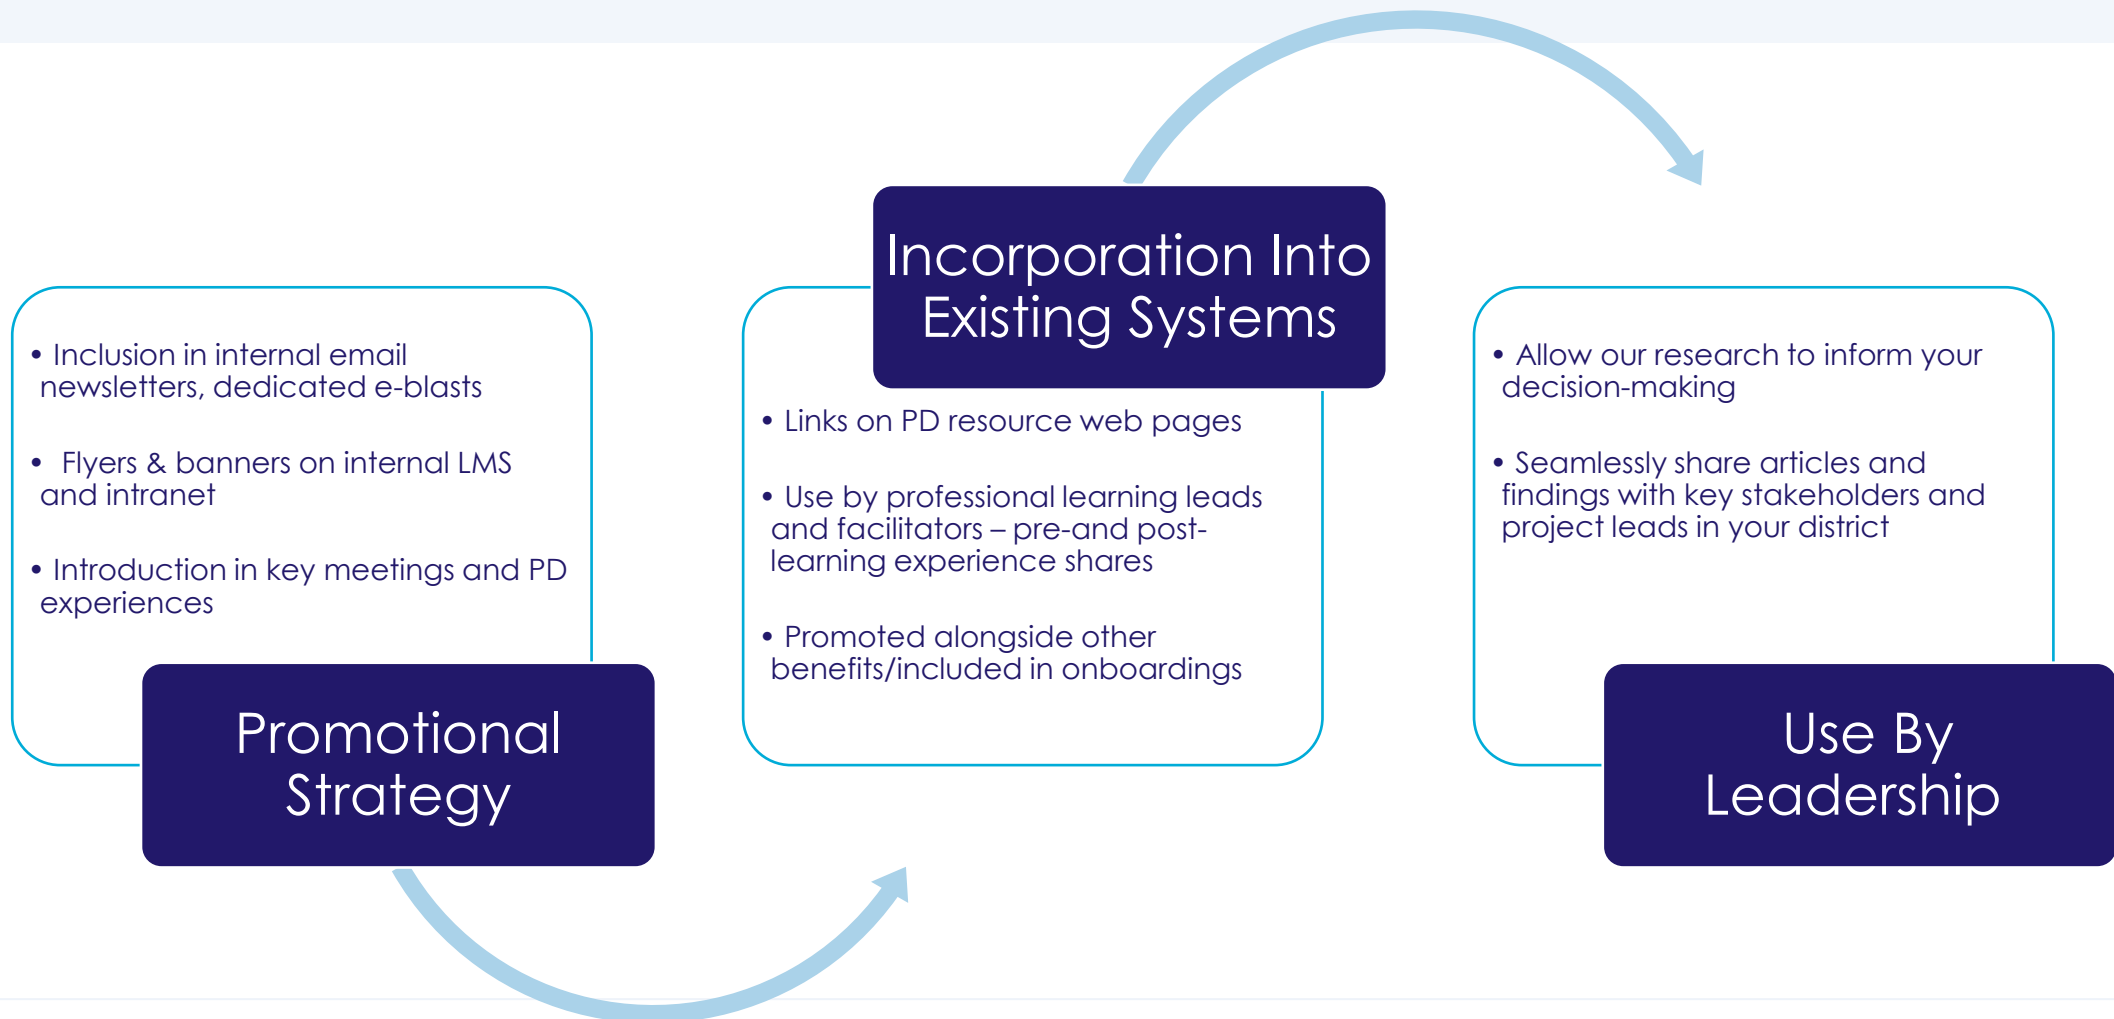 • Inclusion in internal email
newsletters, dedicated e-blasts
• Flyers & banners on internal LMS
and intranet
• Introduction in key meetings and PD
experiences
Promotional
Strategy
Incorporation Into
Existing Systems
• Links on PD resource web pages
• Use by professional learning leads
and facilitators – pre-and post-
learning experience shares
• Promoted alongside other
benefits/included in onboardings
• Allow our research to inform your
decision-making
• Seamlessly share articles and
findings with key stakeholders and
project leads in your district
Use By
Leadership